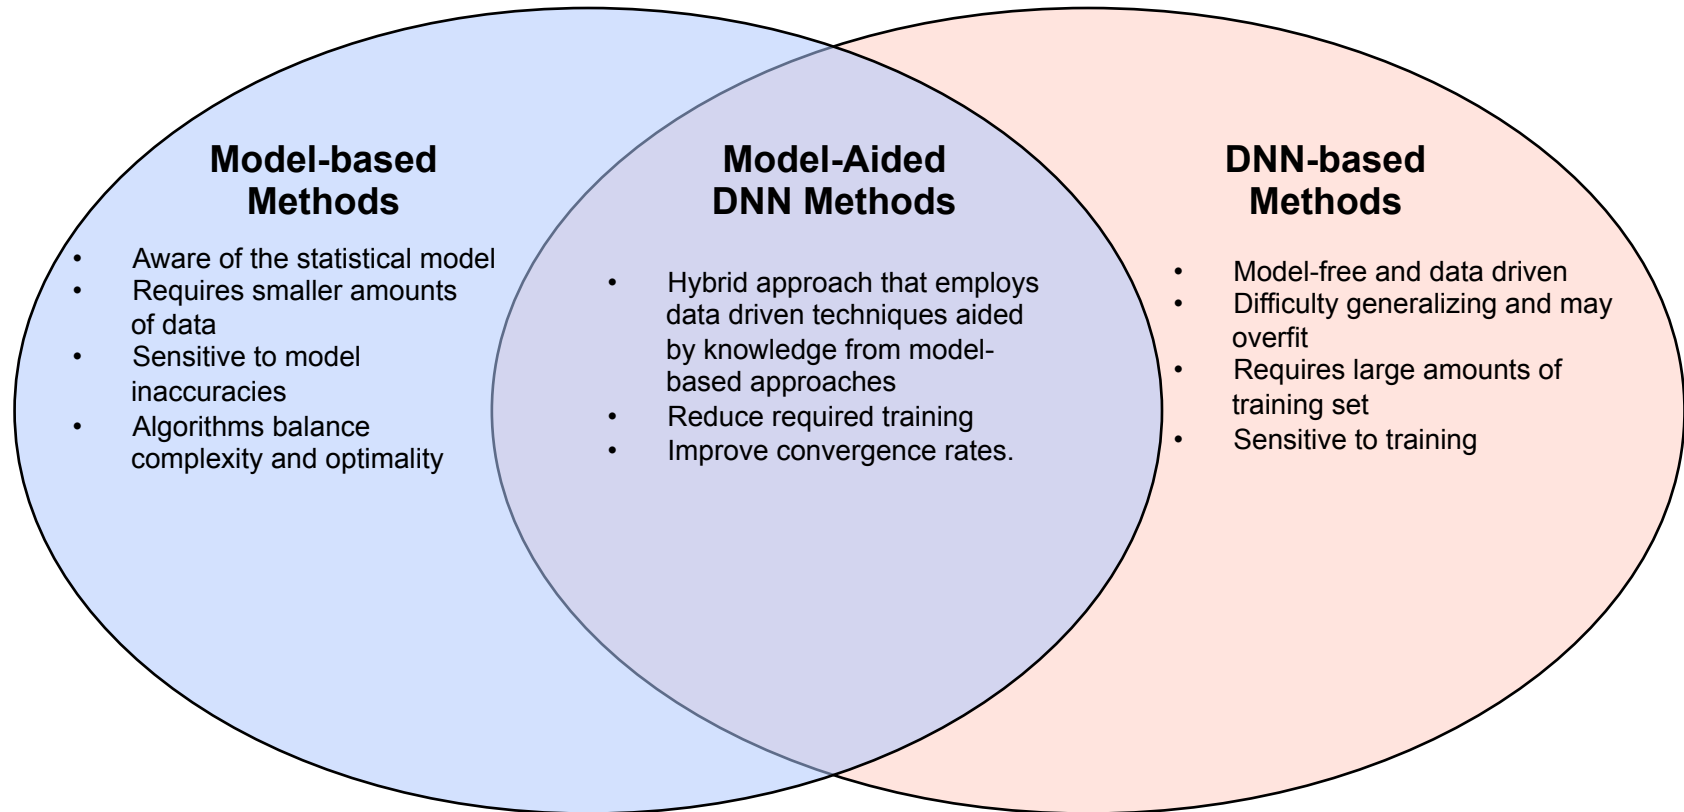 Model-based
Methods
• Aware of the statistical model
• Requires smaller amounts
of data
• Sensitive to model
inaccuracies
• Algorithms balance
complexity and optimality
Model-Aided
DNN Methods
• Hybrid approach that employs
data driven techniques aided
by knowledge from model-
based approaches
• Reduce required training
• Improve convergence rates.
DNN-based
Methods
• Model-free and data driven
• Difficulty generalizing and may
overfit
• Requires large amounts of
training set
• Sensitive to training